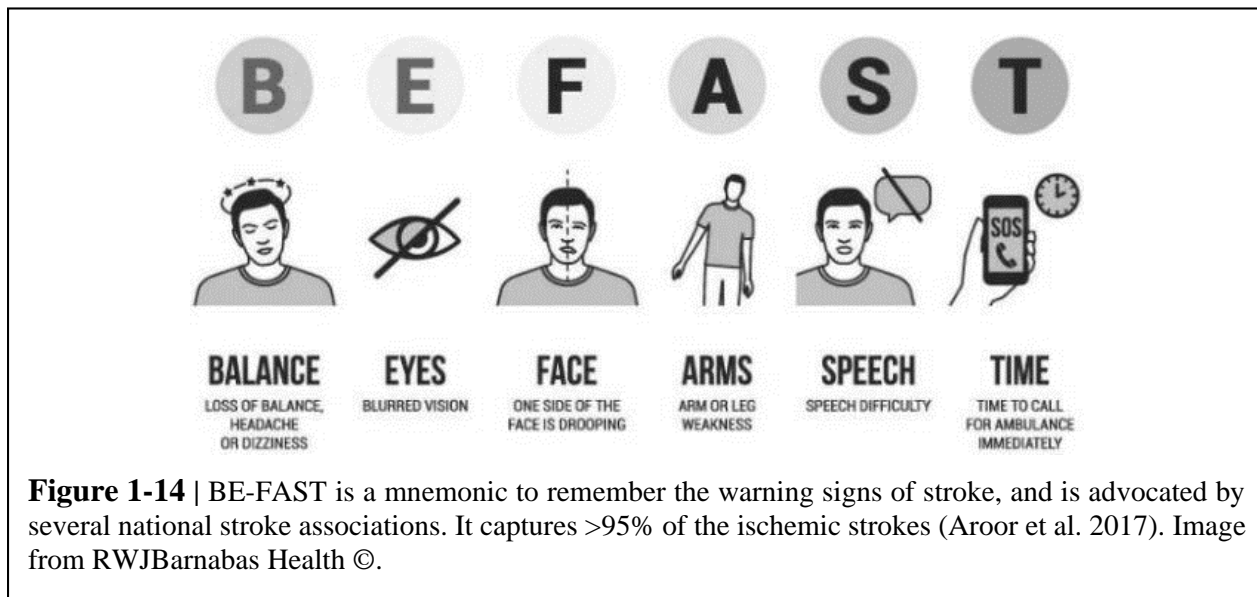 B E F A S T
SOS
BALANCE EYES FACE ARMS SPEECH TIME
LOSS OF BALANCE, BLURRED VISION ONE SIDE OF THE ARM OR LEG SPEECH DIFFICULTY TIME TO CALL
HEADACHE FACE IS DROOPING WEAKNESS FOR AMBULANCE
OR DIZZINESS IMMEDIATELY
Figure 1-14 | BE-FAST is a mnemonic to remember the warning signs of stroke, and is advocated by
several national stroke associations. It captures >95% of the ischemic strokes (Aroor et al. 2017). Image
from RWJBarnabas Health ©.